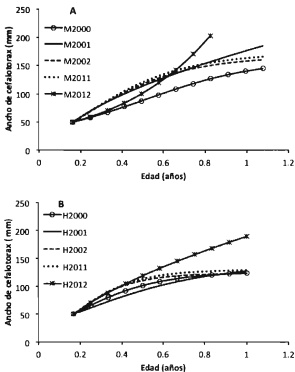 A
Ancho de cefalotorax (mm)
250
200
150
100
50
0
M2000
M2001
M2002
M2011
M2012
0 0.2 0.4 0.6 0.8 1 1.2
Edad (años)
B
Ancho de cefalotorax (mm)
250
200
150
100
50
0
H2000
H2001
H2002
H2011
H2012
0 0.2 0.4 0.6 0.8 1 1.2
Edad (años)